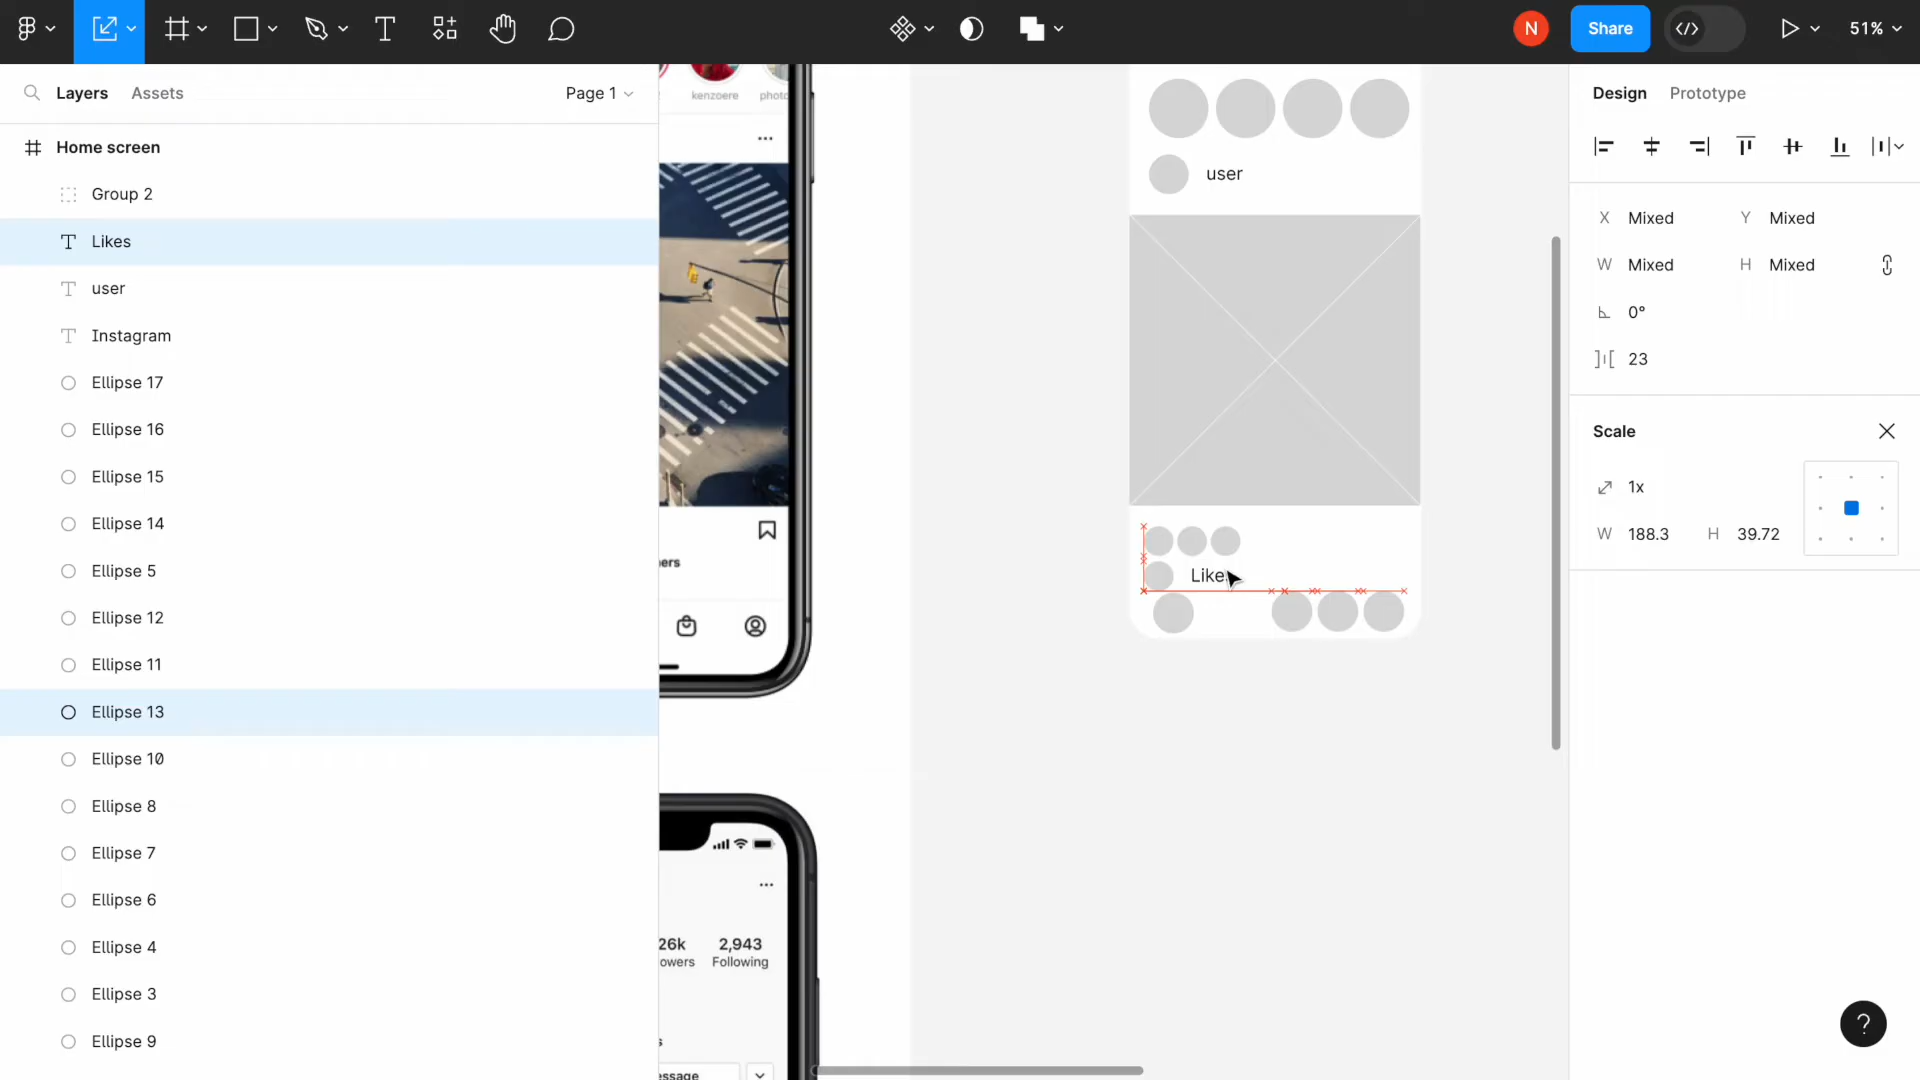 N
Share
51%
Layers
Assets
Page 1
Design
Prototype
Home screen
Group 2
Likes
user
Instagram
Ellipse 17
Ellipse 16
Ellipse 15
Ellipse 14
Ellipse 5
Ellipse 12
Ellipse 11
Ellipse 13
Ellipse 10
Ellipse 8
Ellipse 7
Ellipse 6
Ellipse 4
Ellipse 3
Ellipse 9
kenzoere photo
ers
26k 2,943
owers Following
s
essage
user
Like
X Mixed Y Mixed
W Mixed H Mixed
0°
23
Scale
1x
W 188.3 H 39.72
?